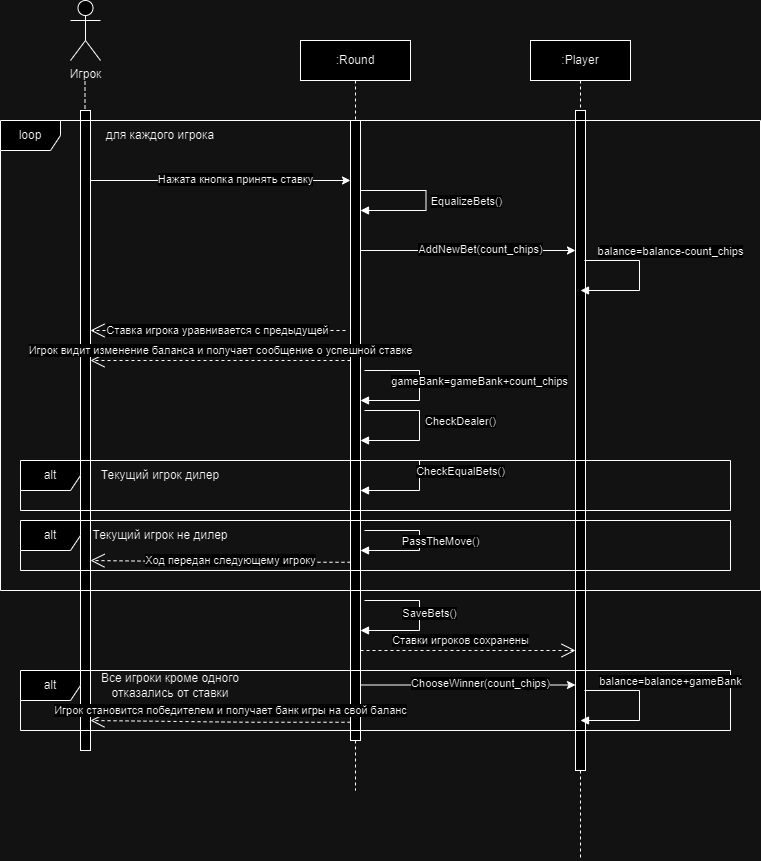 Игрок
:Round
:Player
loop
для каждого игрока
Нажата кнопка принять ставку
EqualizeBets()
AddNewBet(count_chips)
balance=balance-count_chips
Ставка игрока уравнивается с предыдущей
Игрок видит изменение баланса и получает сообщение о успешной ставке
gameBank=gameBank+count_chips
CheckDealer()
alt
Текущий игрок дилер
CheckEqualBets()
alt
Текущий игрок не дилер
PassTheMove()
Ход передан следующему игроку
SaveBets()
Ставки игроков сохранены
alt
Все игроки кроме одного
отказались от ставки
ChooseWinner(count_chips)
balance=balance+gameBank
Игрок становится победителем и получает банк игры на свой баланс